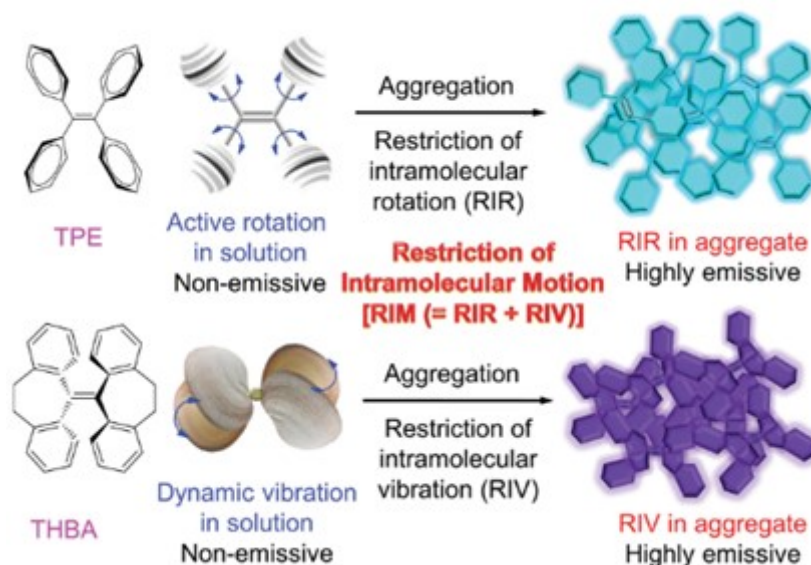 Aggregation
Restriction of
intramolecular
rotation (RIR)
TPE
Active rotation
in solution
Non-emissive
RIR in aggregate
Highly emissive
Restriction of
Intramolecular Motion
[RIM (= RIR + RIV)]
Aggregation
Restriction of
intramolecular
vibration (RIV)
THBA
Dynamic vibration
in solution
Non-emissive
RIV in aggregate
Highly emissive